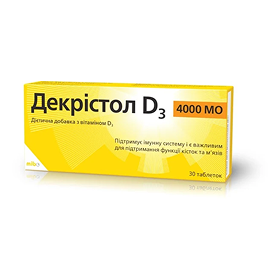 Декрістол D3 4000 МО
Дієтична добавка з вітаміном D3
Підтримує імунну систему і є важливим
для підтримання функції кісток та м'язів
30 таблеток